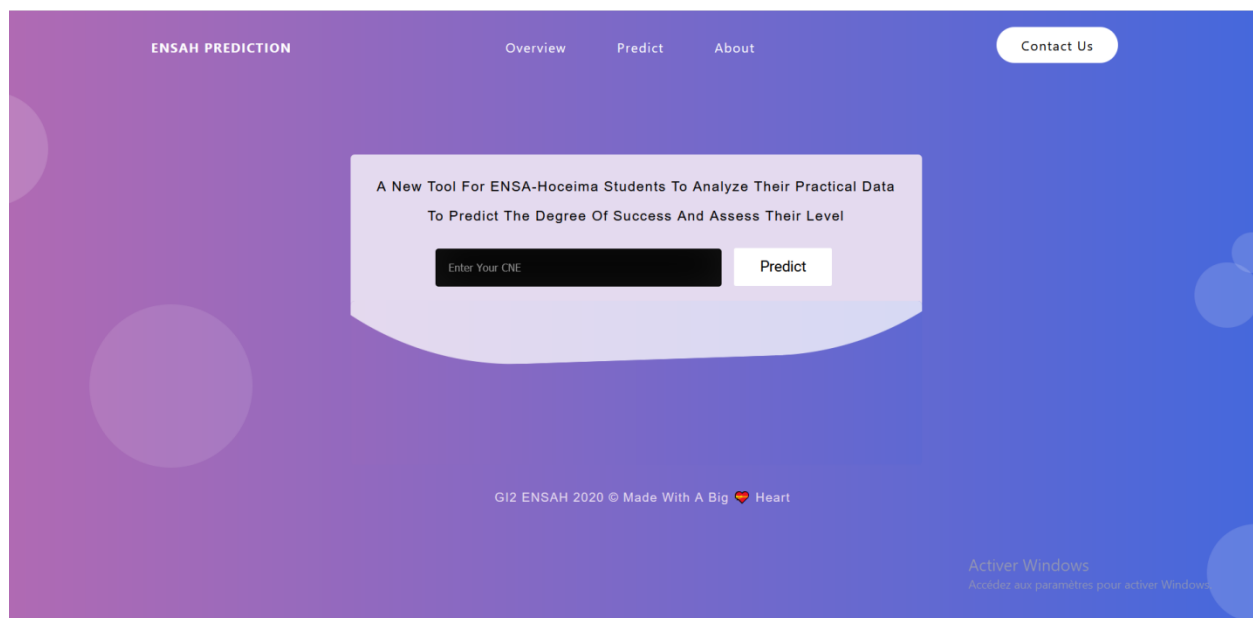 ENSAH PREDICTION Overview Predict About Contact Us
A New Tool For ENSA-Hoceima Students To Analyze Their Practical Data
To Predict The Degree Of Success And Assess Their Level
Enter Your CNE Predict
GI2 ENSAH 2020 © Made With A Big ❤️ Heart
Activer Windows
Accédez aux paramètres pour activer Windows.